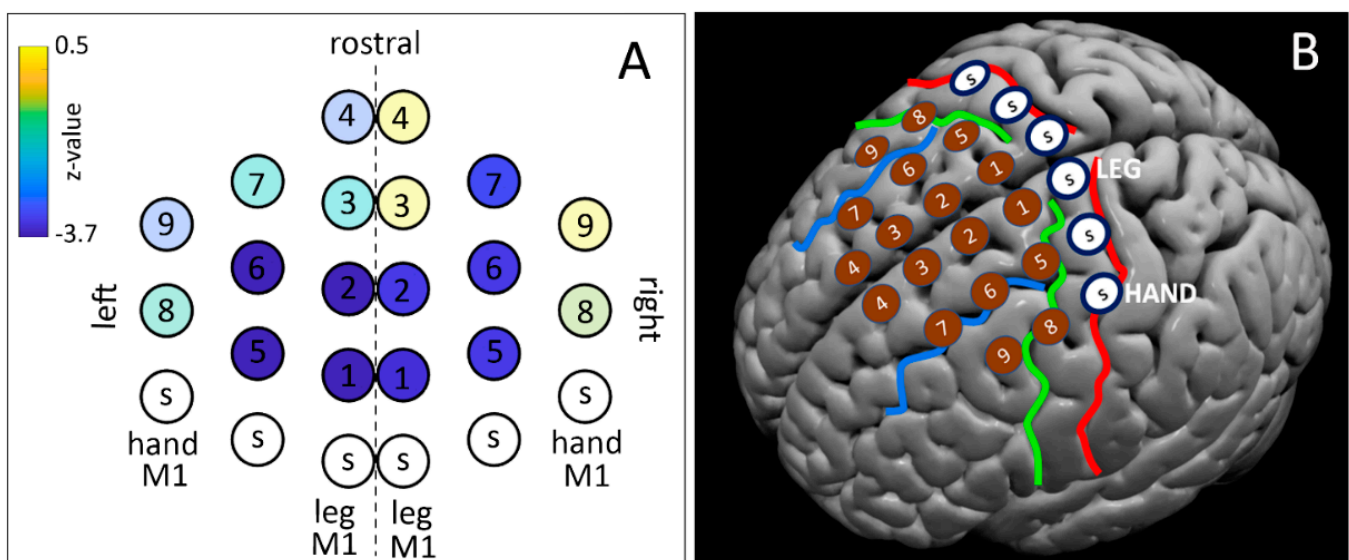 0.5
z-value
-3.7
rostral
A
4 4
7 3 3 7
9 9
6 2 2 6
8 8
left
right
5 1 1 5
s s
hand M1
hand M1
s s s s
leg M1
leg M1
B
s
s
s
s LEG
s
s HAND
8
5
9
6
1
7
2
1
3
2
5
4
3
6
4
7
8
9